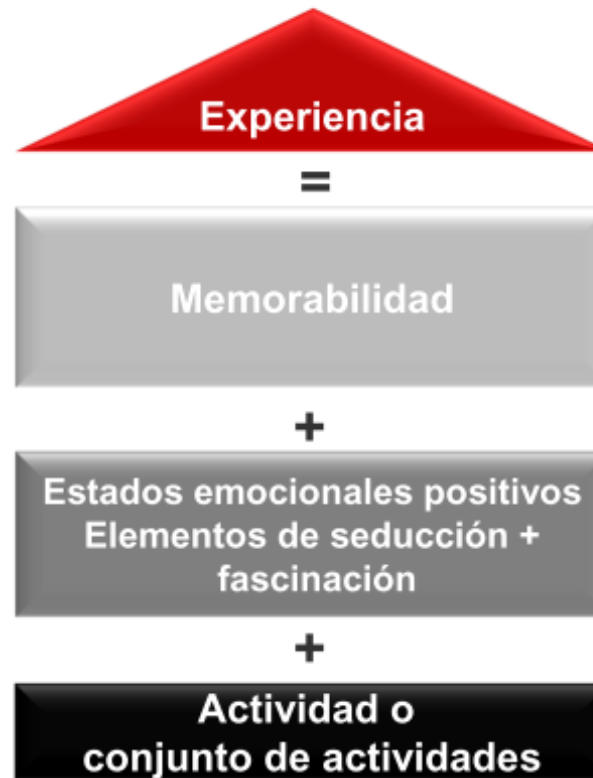 Experiencia
=
Memorabilidad
+
Estados emocionales positivos
Elementos de seducción +
fascinación
+
Actividad o
conjunto de actividades